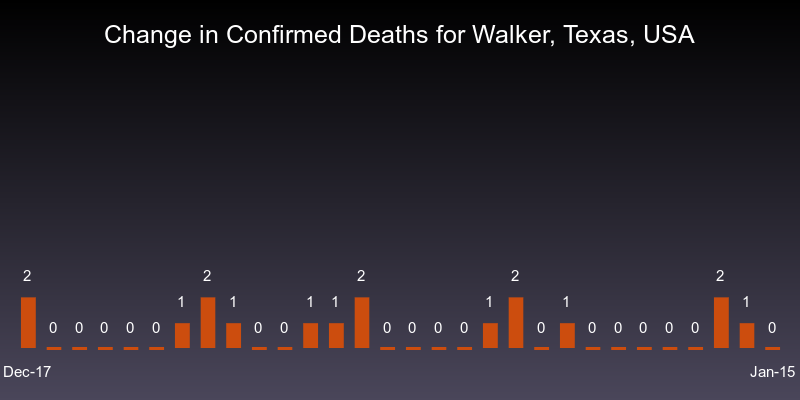 Change in Confirmed Deaths for Walker, Texas, USA
2 0 0 0 0 0 1 2 1 0 0 1 1 2 0 0 0 0 1 2 0 1 0 0 0 0 0 2 1 0
Dec-17 Jan-15